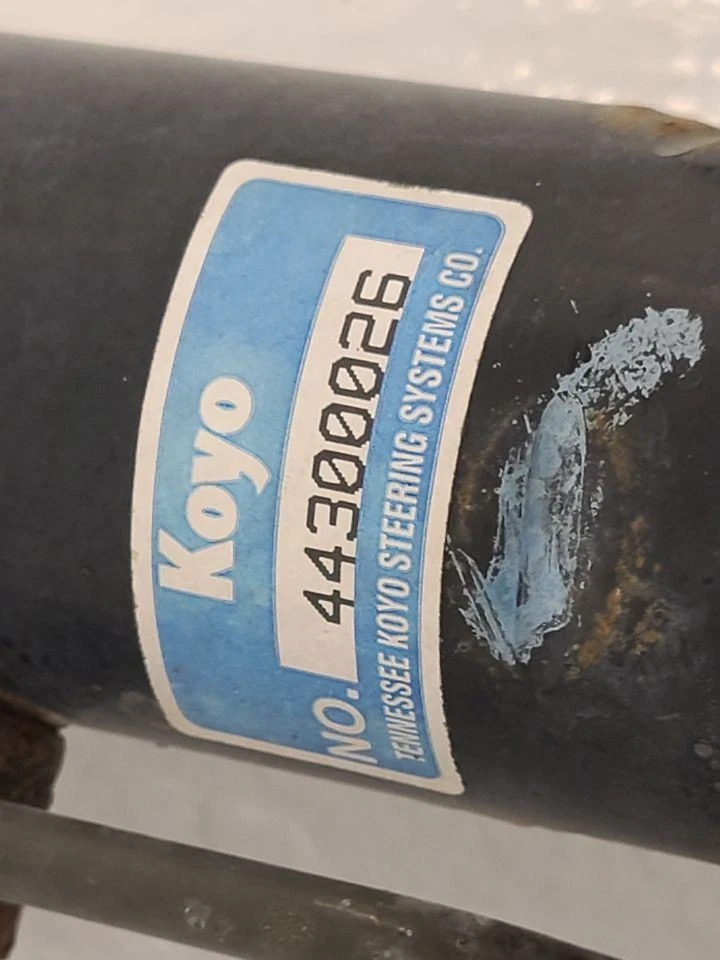 Koyo
NO. 44300026
TENNESSEE KOYO STEERING SYSTEMS CO.